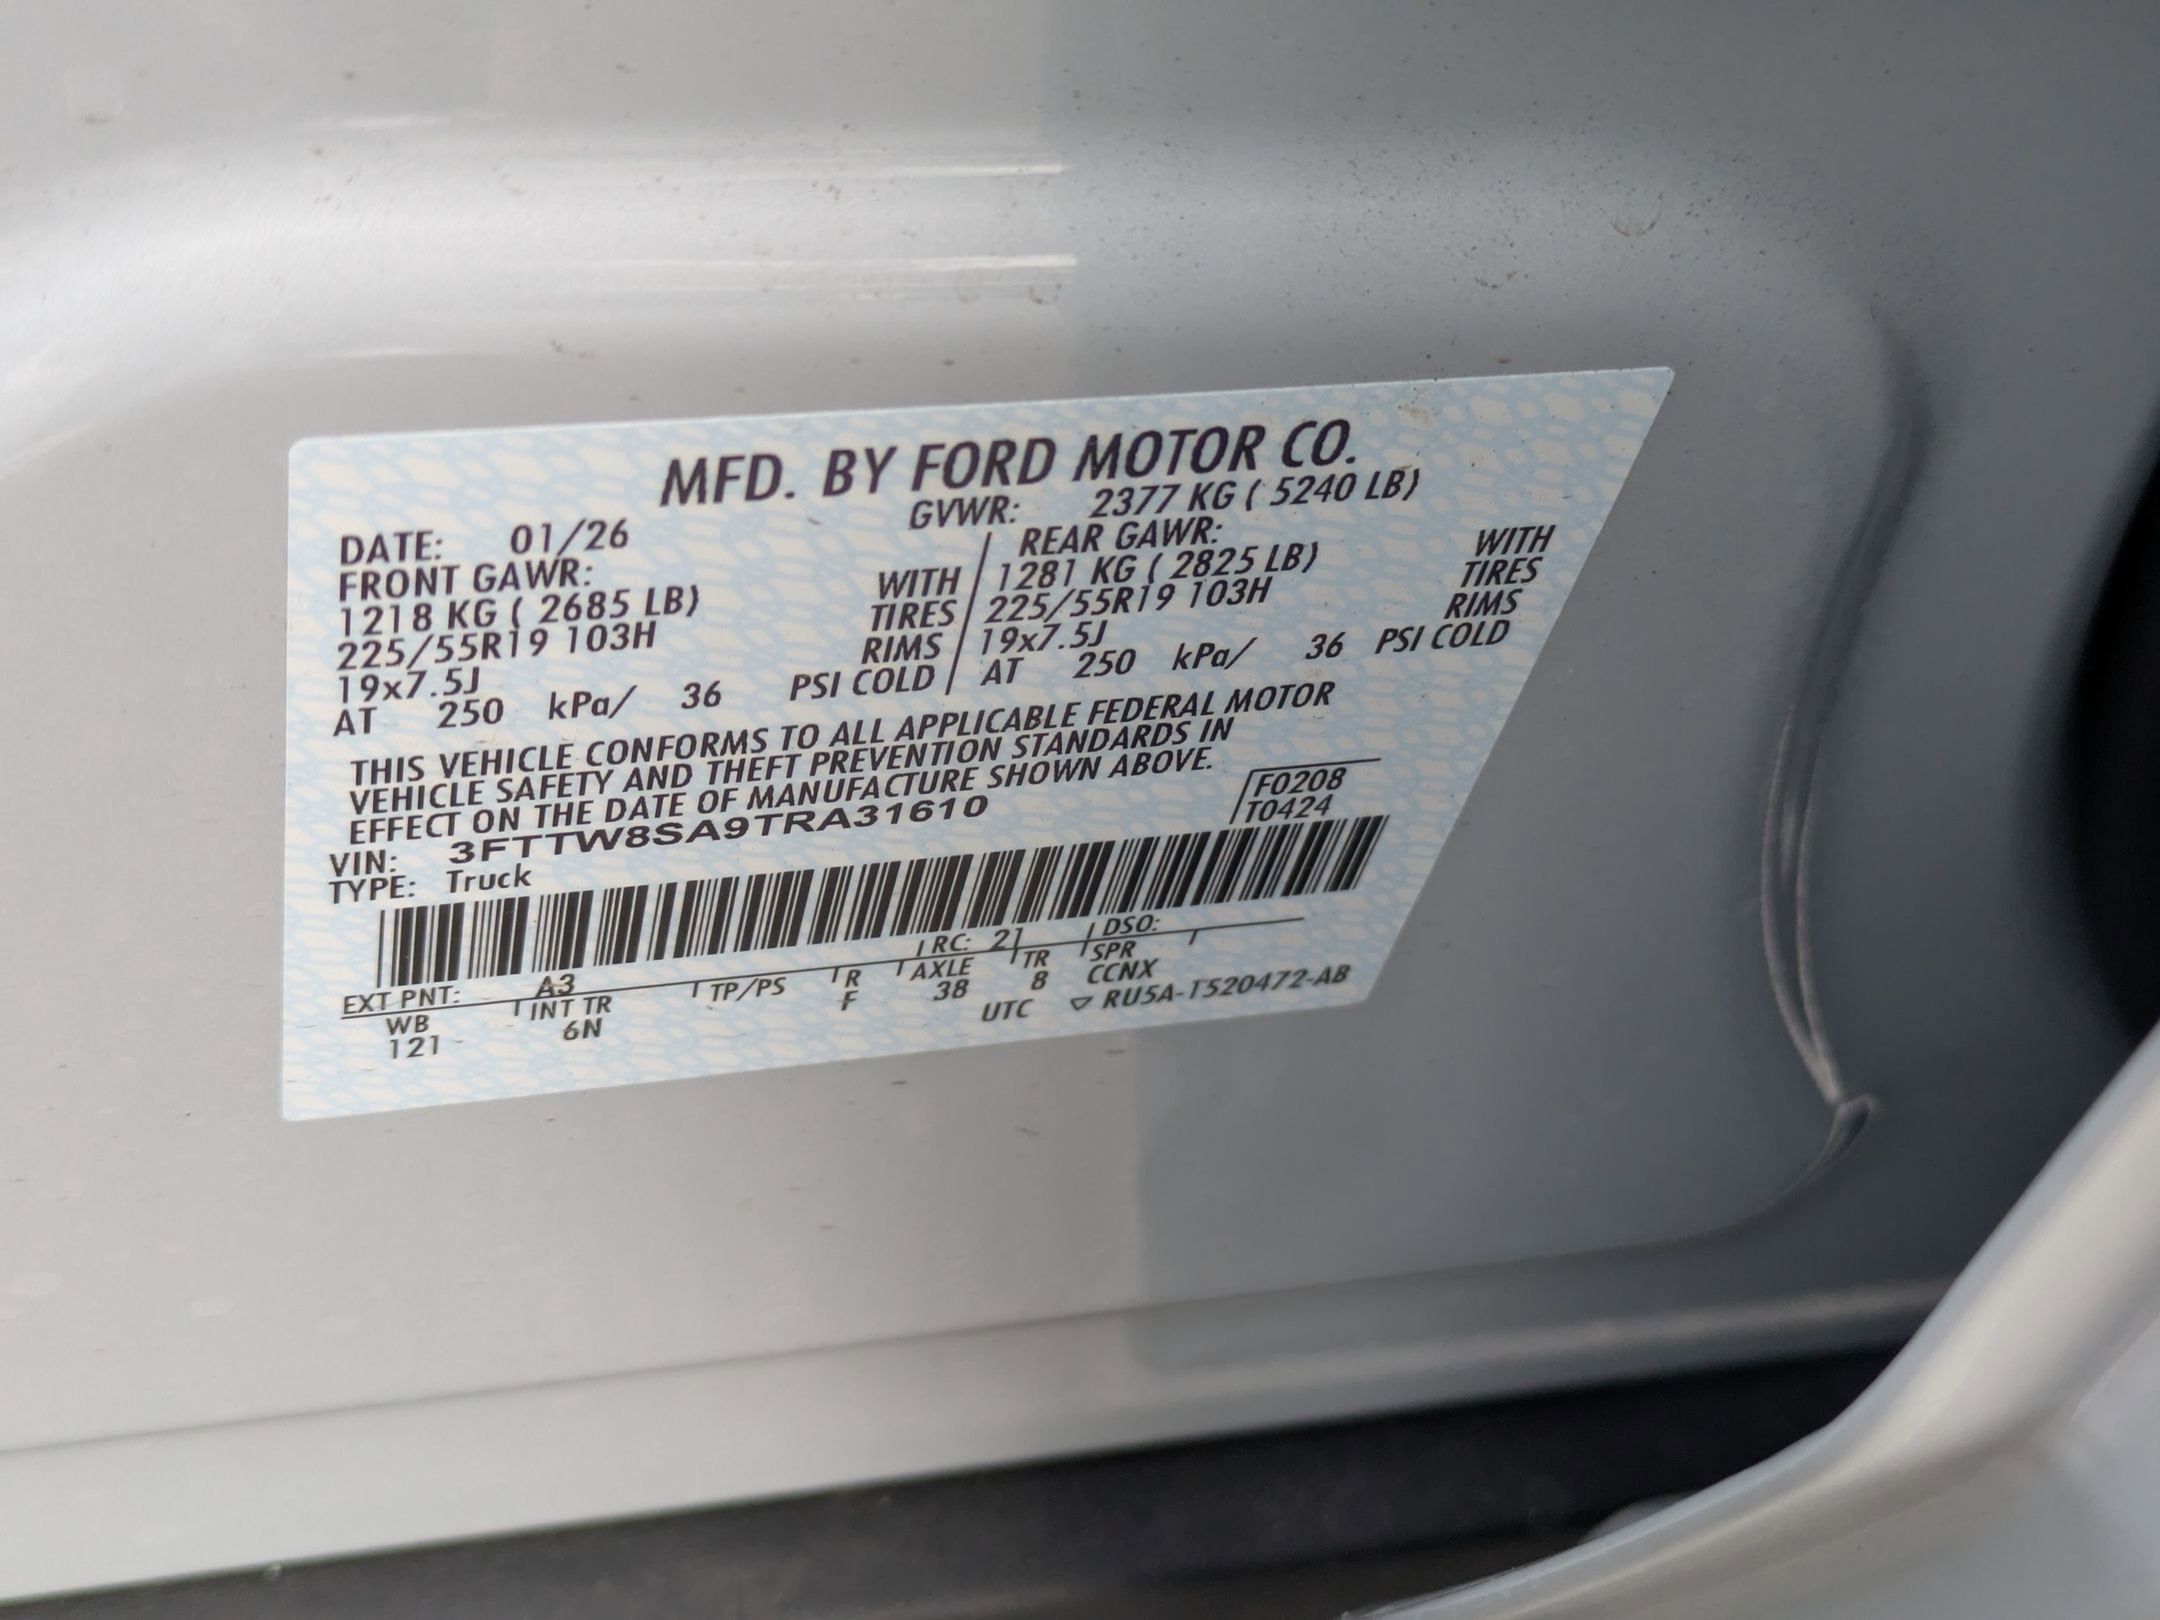 MFD. BY FORD MOTOR CO.
DATE: 01/26 GVWR: 2377 KG ( 5240 LB)
FRONT GAWR: REAR GAWR:
1218 KG ( 2685 LB) WITH 1281 KG ( 2825 LB) WITH
225/55R19 103H TIRES 225/55R19 103H TIRES
19x7.5J RIMS 19x7.5J RIMS
AT 250 kPa/ 36 PSI COLD AT 250 kPa/ 36 PSI COLD
THIS VEHICLE CONFORMS TO ALL APPLICABLE FEDERAL MOTOR
VEHICLE SAFETY AND THEFT PREVENTION STANDARDS IN
EFFECT ON THE DATE OF MANUFACTURE SHOWN ABOVE.
F0208
T0424
VIN: 3FTTW8SA9TRA31610
TYPE: Truck
EXT PNT: A3 RC: 21 DSO:
WB INT TR TP/PS R AXLE TR SPR
121 6N F 38 8 CCNX
UTC ▽ RU5A-1520472-AB